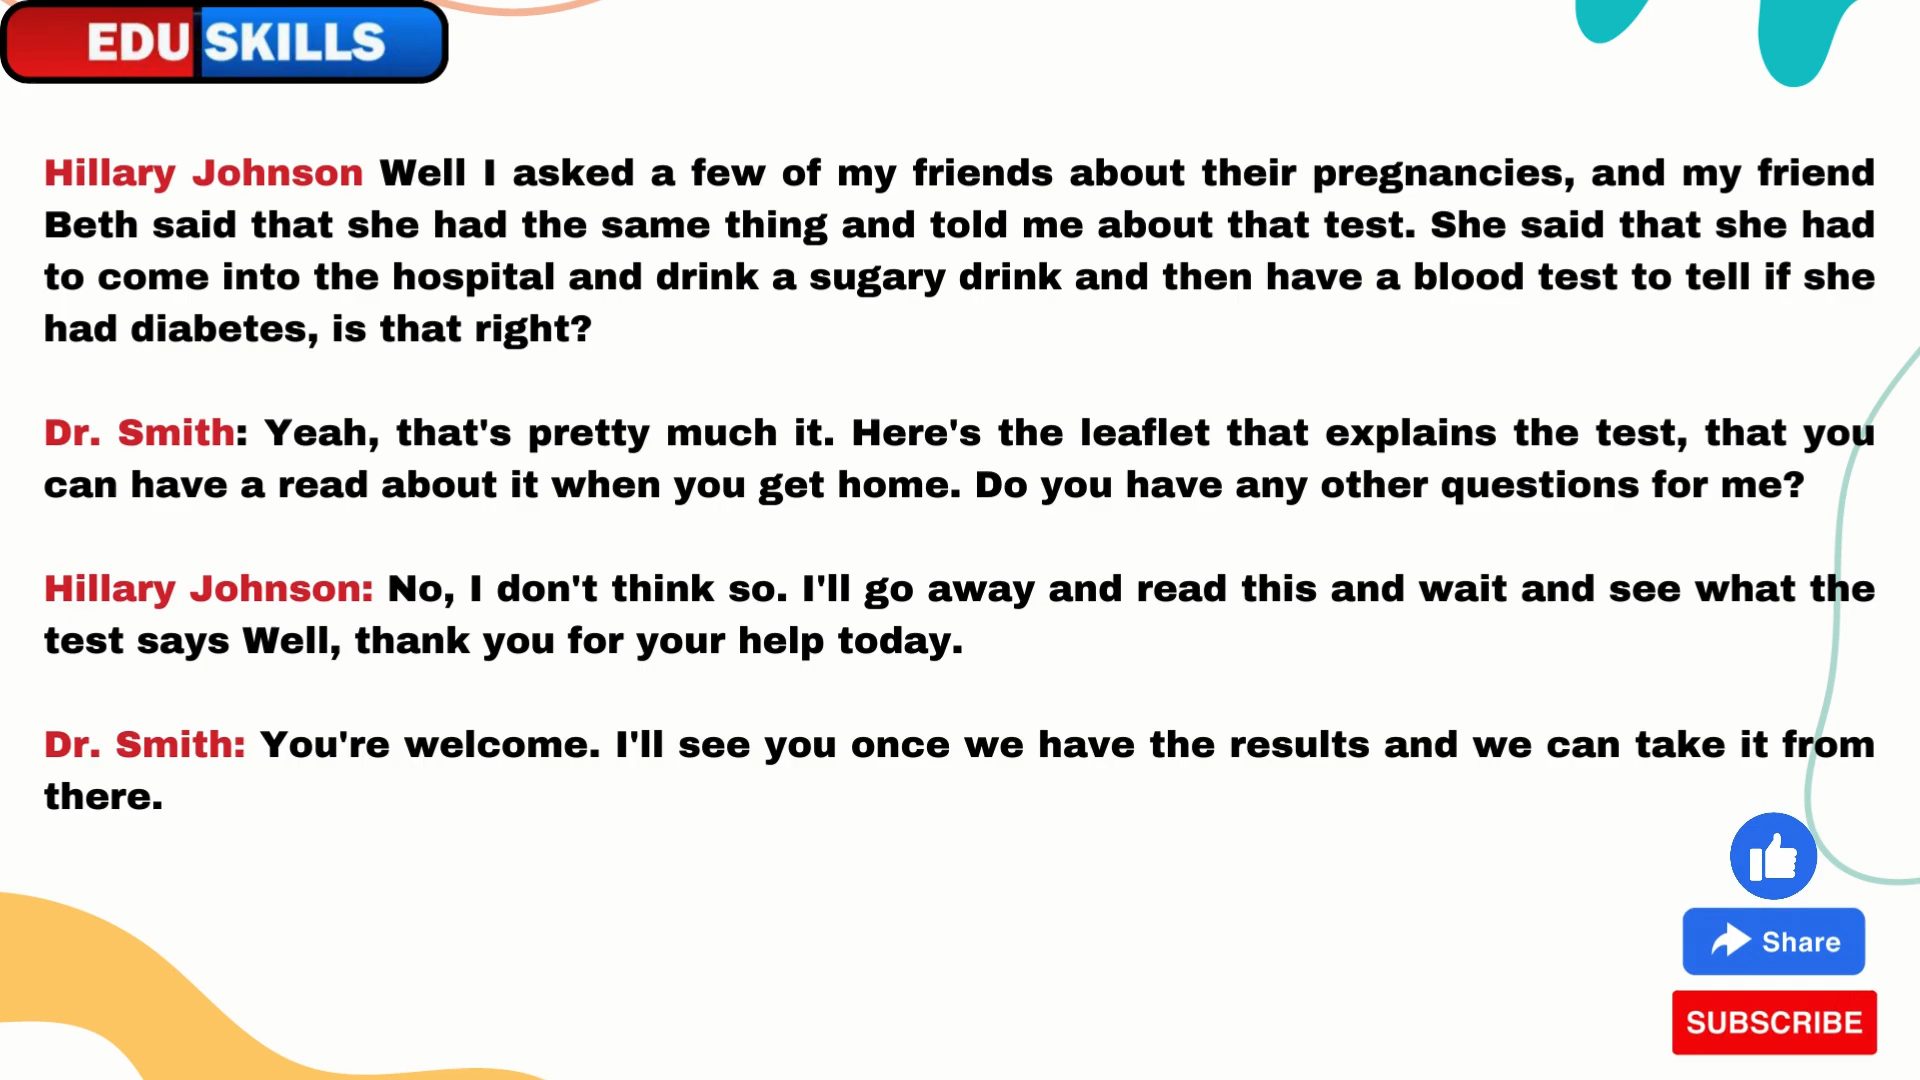 EDU SKILLS
Hillary Johnson Well I asked a few of my friends about their pregnancies, and my friend
Beth said that she had the same thing and told me about that test. She said that she had
to come into the hospital and drink a sugary drink and then have a blood test to tell if she
had diabetes, is that right?
Dr. Smith: Yeah, that's pretty much it. Here's the leaflet that explains the test, that you
can have a read about it when you get home. Do you have any other questions for me?
Hillary Johnson: No, I don't think so. I'll go away and read this and wait and see what the
test says Well, thank you for your help today.
Dr. Smith: You're welcome. I'll see you once we have the results and we can take it from
there.
Share
SUBSCRIBE